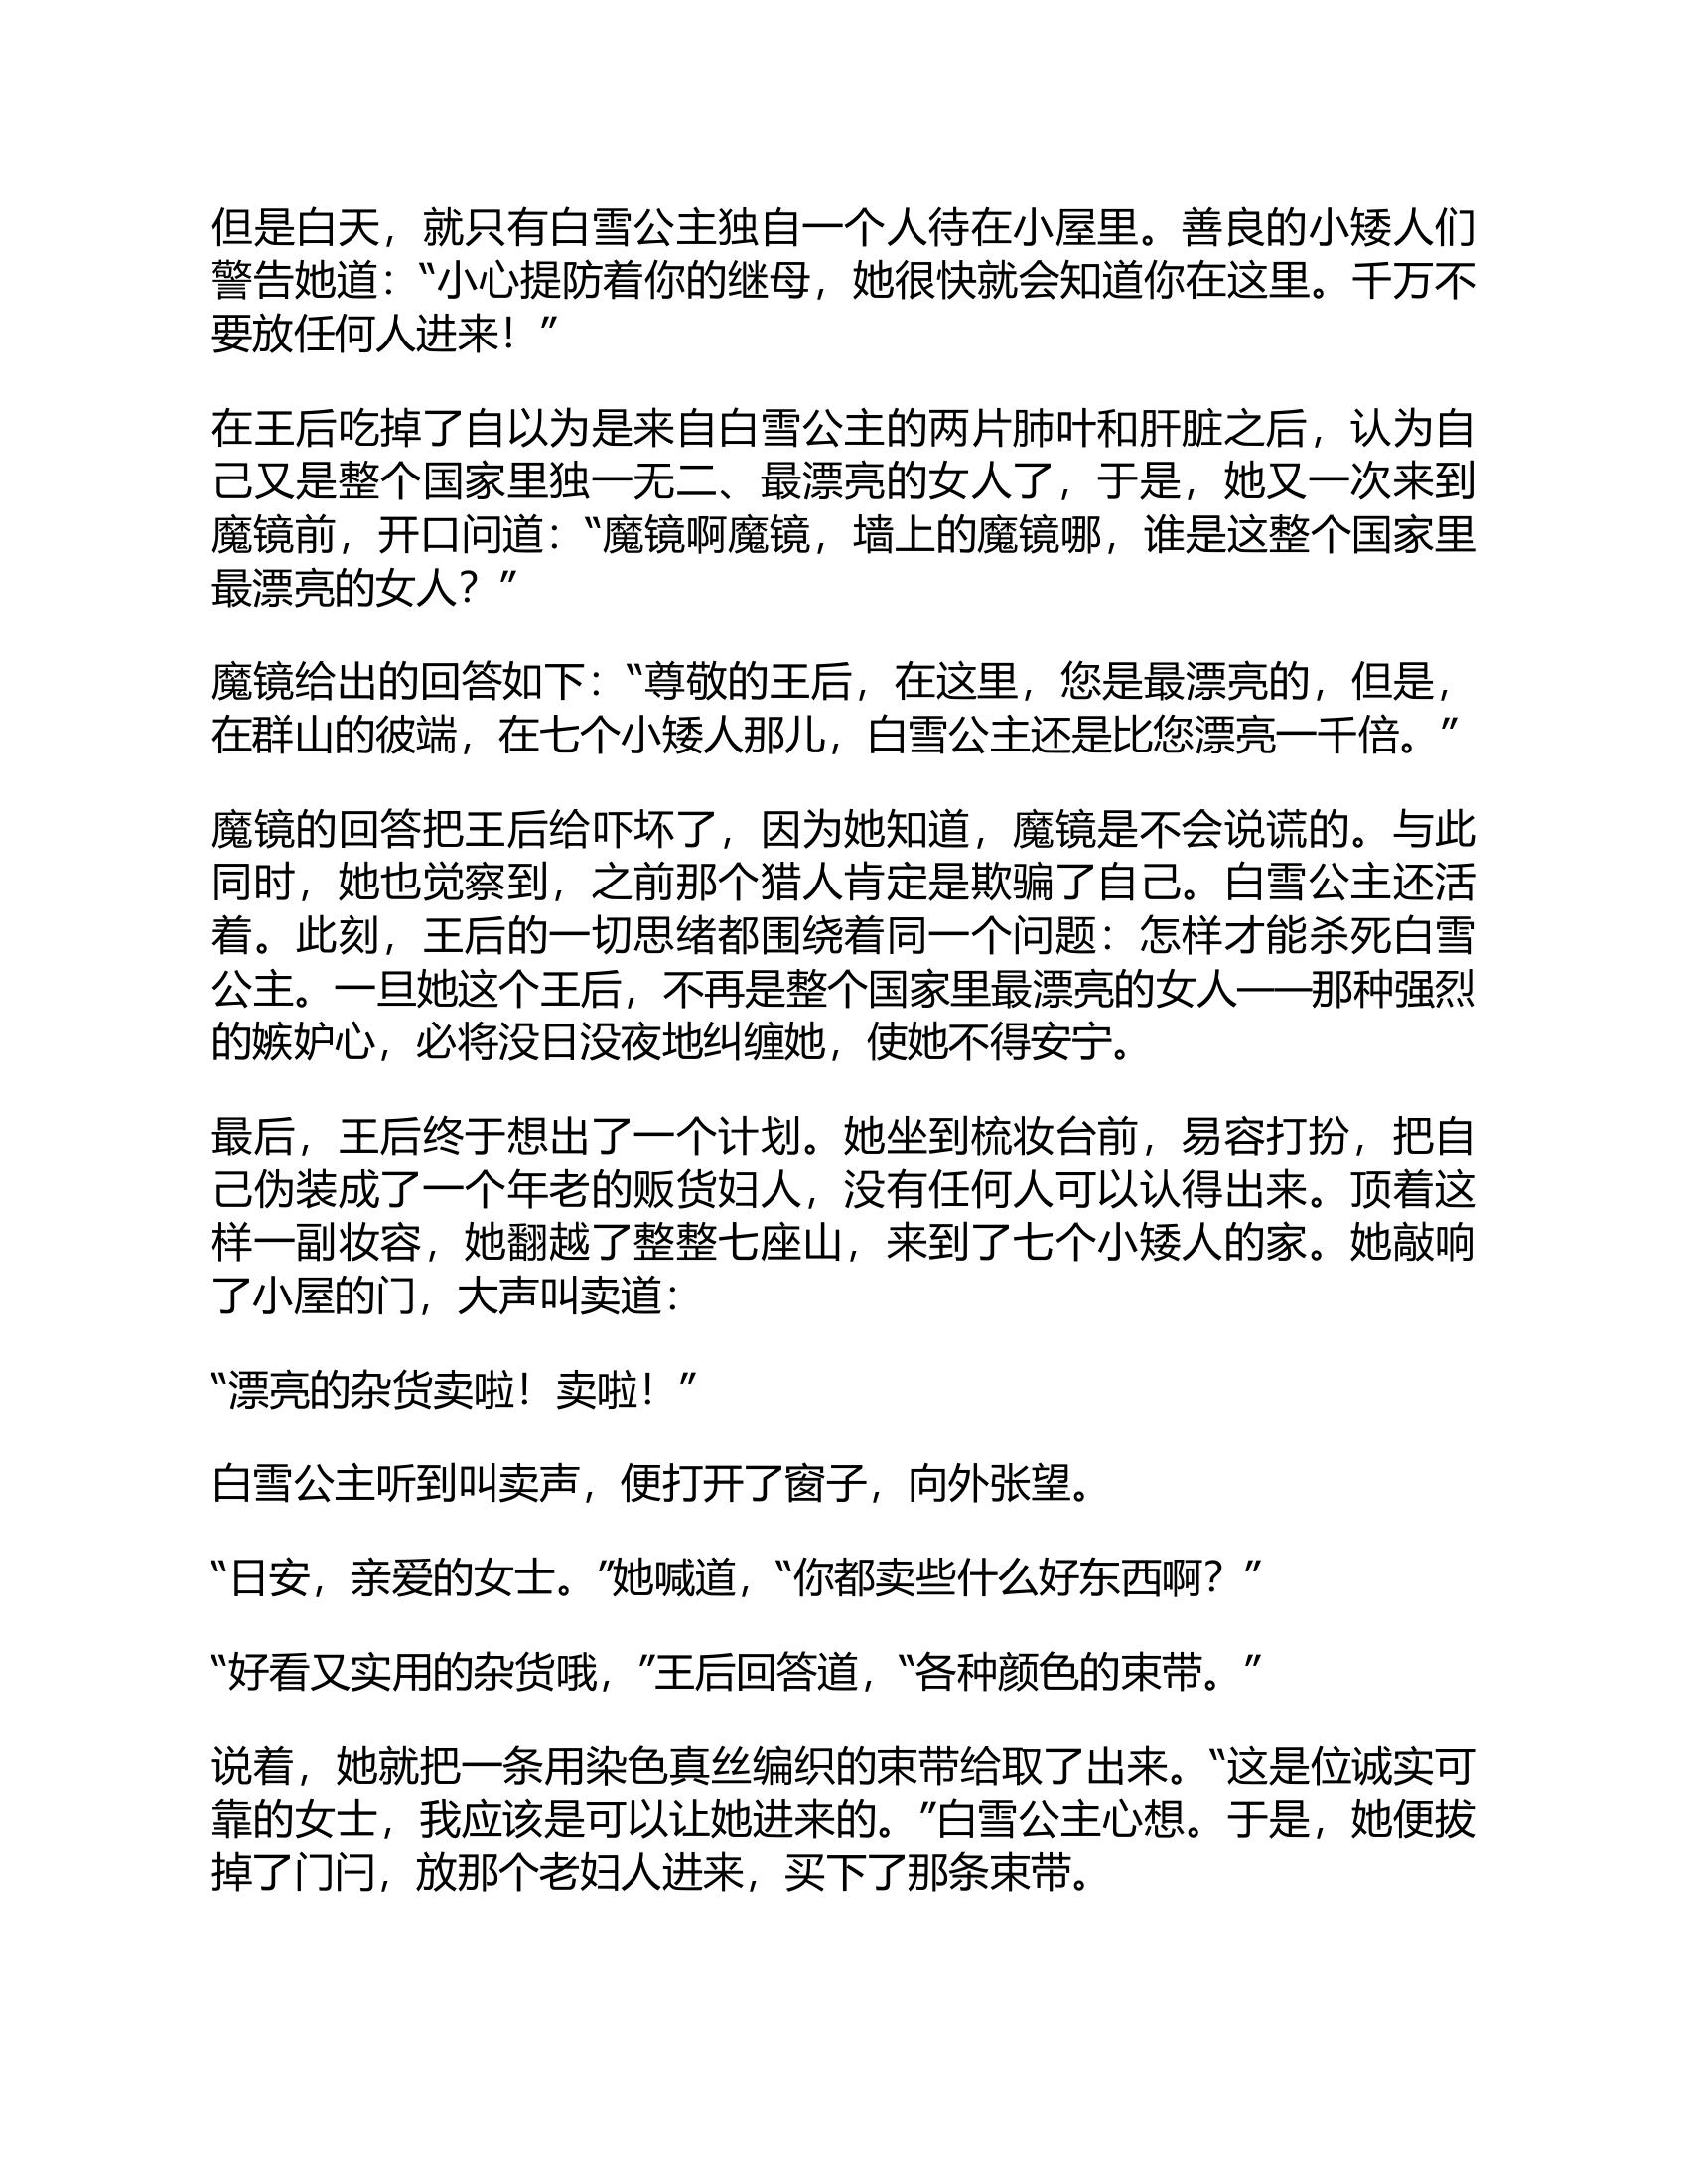 但是白天，就只有白雪公主独自一个人待在小屋里。善良的小矮人们
警告她道：“小心提防着你的继母，她很快就会知道你在这里。千万不
要放任何人进来！”
在王后吃掉了自以为是来自白雪公主的两片肺叶和肝脏之后，认为自
己又是整个国家里独一无二、最漂亮的女人了，于是，她又一次来到
魔镜前，开口问道：“魔镜啊魔镜，墙上的魔镜哪，谁是这整个国家里
最漂亮的女人？”
魔镜给出的回答如下：“尊敬的王后，在这里，您是最漂亮的，但是，
在群山的彼端，在七个小矮人那儿，白雪公主还是比您漂亮一千倍。”
魔镜的回答把王后给吓坏了，因为她知道，魔镜是不会说谎的。与此
同时，她也觉察到，之前那个猎人肯定是欺骗了自己。白雪公主还活
着。此刻，王后的一切思绪都围绕着同一个问题：怎样才能杀死白雪
公主。一旦她这个王后，不再是整个国家里最漂亮的女人——那种强烈
的嫉妒心，必将没日没夜地纠缠她，使她不得安宁。
最后，王后终于想出了一个计划。她坐到梳妆台前，易容打扮，把自
己伪装成了一个年老的贩货妇人，没有任何人可以认得出来。顶着这
样一副妆容，她翻越了整整七座山，来到了七个小矮人的家。她敲响
了小屋的门，大声叫卖道：
“漂亮的杂货卖啦！卖啦！”
白雪公主听到叫卖声，便打开了窗子，向外张望。
“日安，亲爱的女士。”她喊道，“你都卖些什么好东西啊？”
“好看又实用的杂货哦，”王后回答道，“各种颜色的束带。”
说着，她就把一条用染色真丝编织的束带给取了出来。“这是位诚实可
靠的女士，我应该是可以让她进来的。”白雪公主心想。于是，她便拔
掉了门闩，放那个老妇人进来，买下了那条束带。